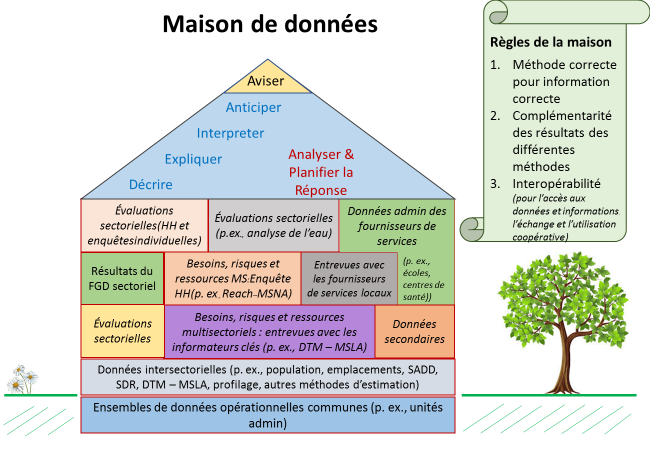 Maison de données
Règles de la maison
1. Méthode correcte
pour information
correcte
2. Complémentarité
des résultats des
différentes
méthodes
3. Interopérabilité
(pour l'accès aux
données et informations
l'échange et l'utilisation
coopérative)
Aviser
Anticiper
Interpreter
Expliquer
Décrire
Analyser &
Planifier la
Réponse
Évaluations
sectorielles(HH et
enquêtesindividuelles)
Évaluations sectorielles
(p.ex., analyse de l'eau)
Données admin des
fournisseurs de
services
(p. ex.,
écoles,
centres de
santé))
Résultats du
FGD sectoriel
Besoins, risques et
ressources MS:Enquête
HH(p. ex. Reach–MSNA)
Entrevues avec
les fournisseurs
de services locaux
Évaluations
sectorielles
Besoins, risques et ressources
multisectoriels : entrevues avec les
informateurs clés (p. ex., DTM – MSLA)
Données
secondaires
Données intersectorielles (p. ex., population, emplacements, SADD,
SDR, DTM – MSLA, profilage, autres méthodes d'estimation)
Ensembles de données opérationnelles communes (p. ex., unités
admin)